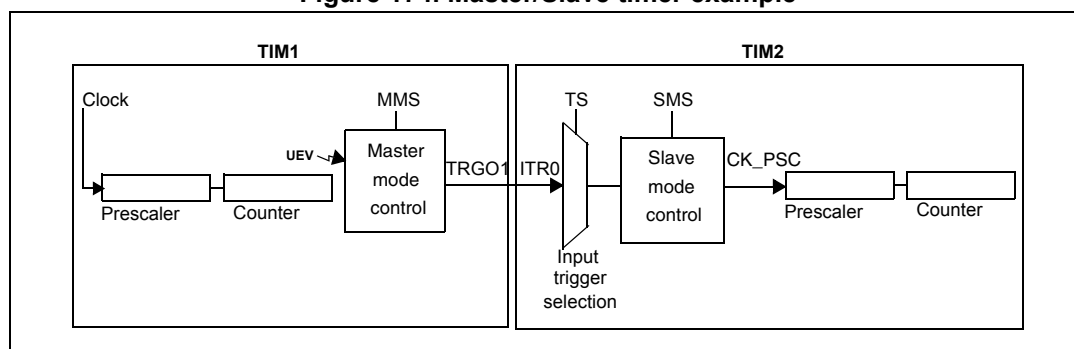 Figure Master/Slave timer example
TIM1
TIM2
Clock
MMS
TS
SMS
UEV
Master
mode
control
TRGO1
ITR0
Slave
mode
control
CK_PSC
Prescaler
Counter
Prescaler
Counter
Input
trigger
selection